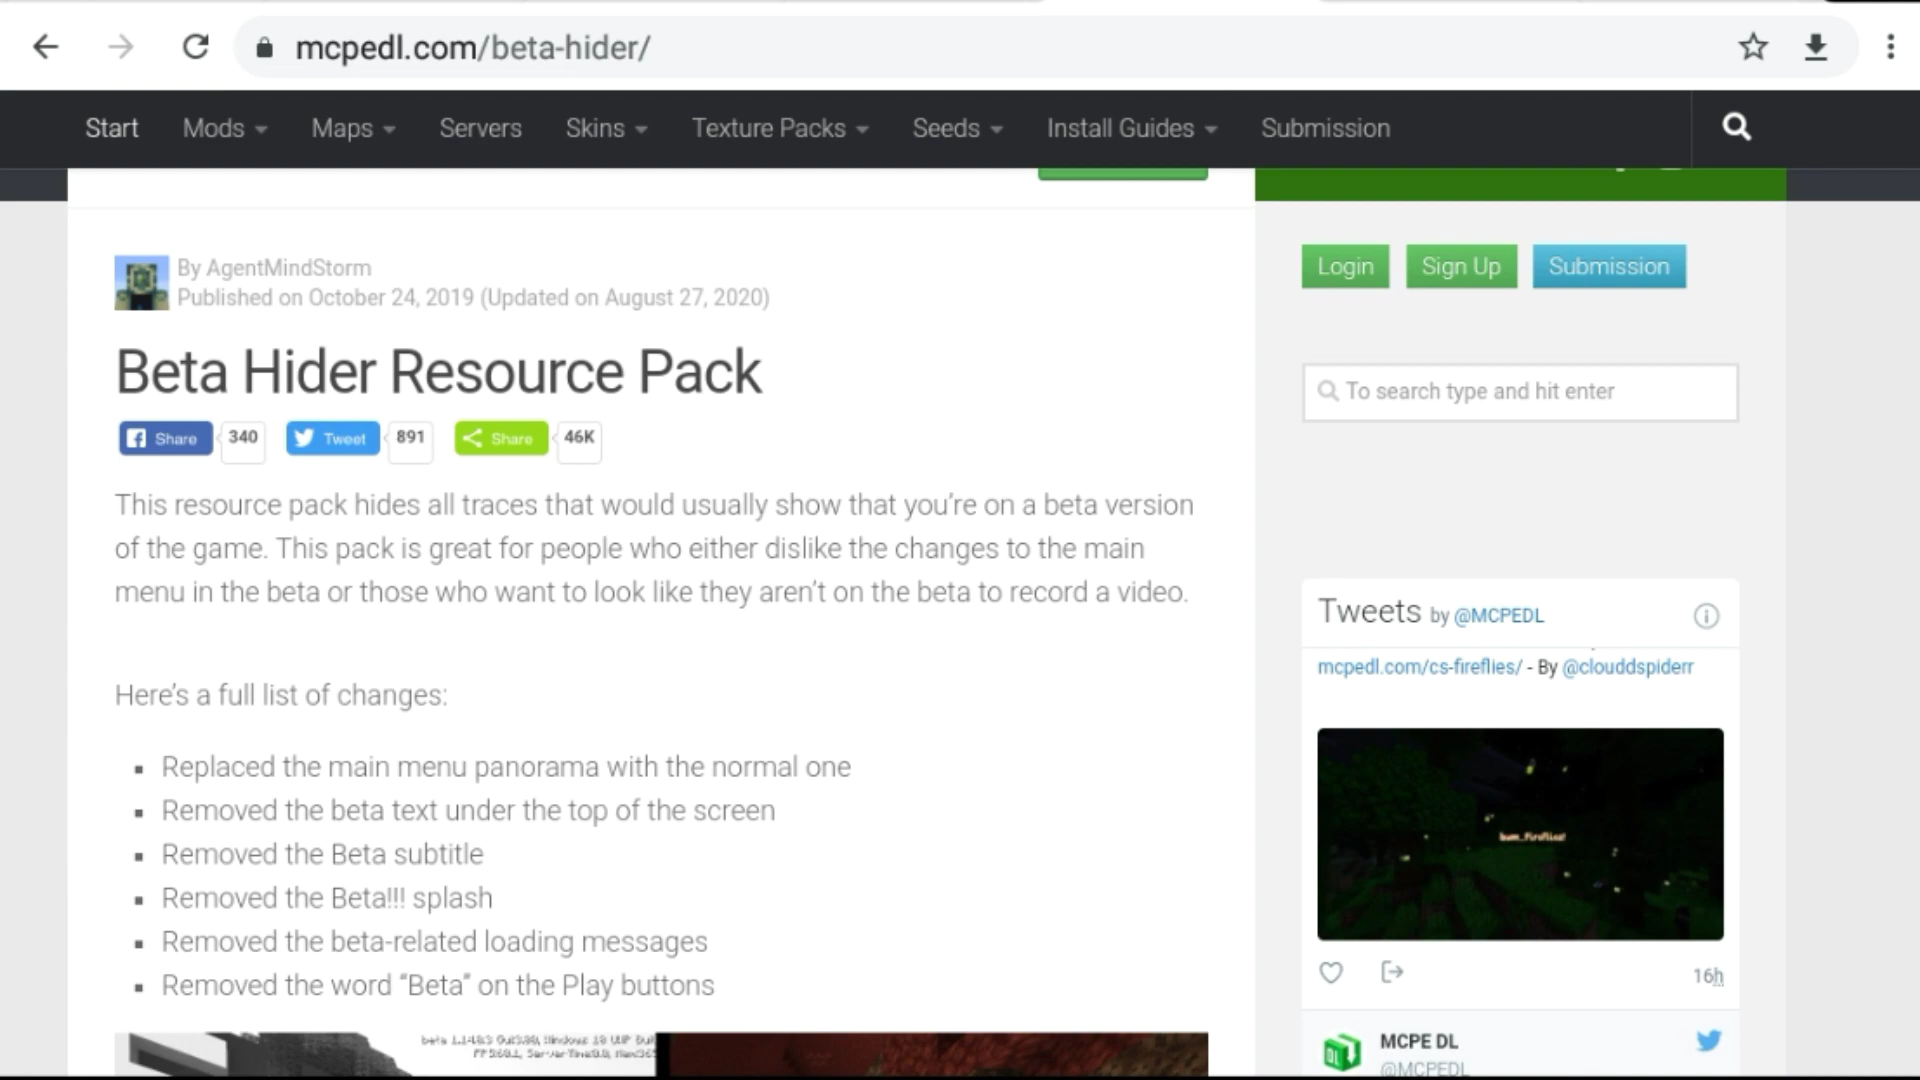 mcpedl.com/beta-hider/
Start Mods Maps Servers Skins Texture Packs Seeds Install Guides Submission
By AgentMindStorm
Published on October 24, 2019 (Updated on August 27, 2020)
Beta Hider Resource Pack
Share 340 Tweet 891 Share 46K
This resource pack hides all traces that would usually show that you’re on a beta version
of the game. This pack is great for people who either dislike the changes to the main
menu in the beta or those who want to look like they aren’t on the beta to record a video.
Here’s a full list of changes:
Replaced the main menu panorama with the normal one
Removed the beta text under the top of the screen
Removed the Beta subtitle
Removed the Beta!!! splash
Removed the beta-related loading messages
Removed the word “Beta” on the Play buttons
Login Sign Up Submission
To search type and hit enter
Tweets by @MCPEDL
mcpedl.com/cs-fireflies/ - By @clouddspiderr
16h
MCPE DL
@MCPEDL